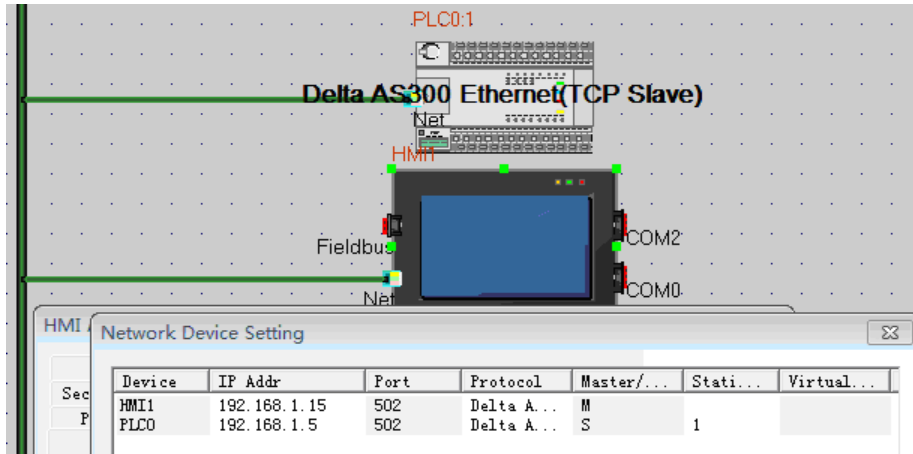 PLC0:1
Delta AS300 Ethernet(TCP Slave)
Net
HMI1
Fieldbus
COM2
Net
COM0
HMI
Network Device Setting
Sec
P
Device IP Addr Port Protocol Master/... Stati... Virtual...
HMI1 192.168.1.15 502 Delta A... M
PLC0 192.168.1.5 502 Delta A... S 1